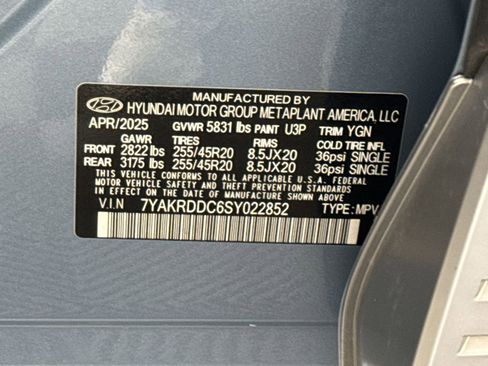 MANUFACTURED BY
HYUNDAI MOTOR GROUP METAPLANT AMERICA, LLC
APR/2025 GVWR 5831 lbs PAINT U3P TRIM YGN
GAWR TIRES RIMS COLD TIRE INFL
FRONT 2822 lbs 255/45R20 8.5JX20 36psi SINGLE
REAR 3175 lbs 255/45R20 8.5JX20 36psi SINGLE
THIS VEHICLE CONFORMS TO ALL APPLICABLE U.S.FEDERAL
MOTOR VEHICLE SAFETY AND THEFT PREVENTION STANDARDS
IN EFFECT ON THE DATE OF MANUFACTURE SHOWN ABOVE.
V.I.N 7YAKRDDC6SY022852 TYPE: MPV